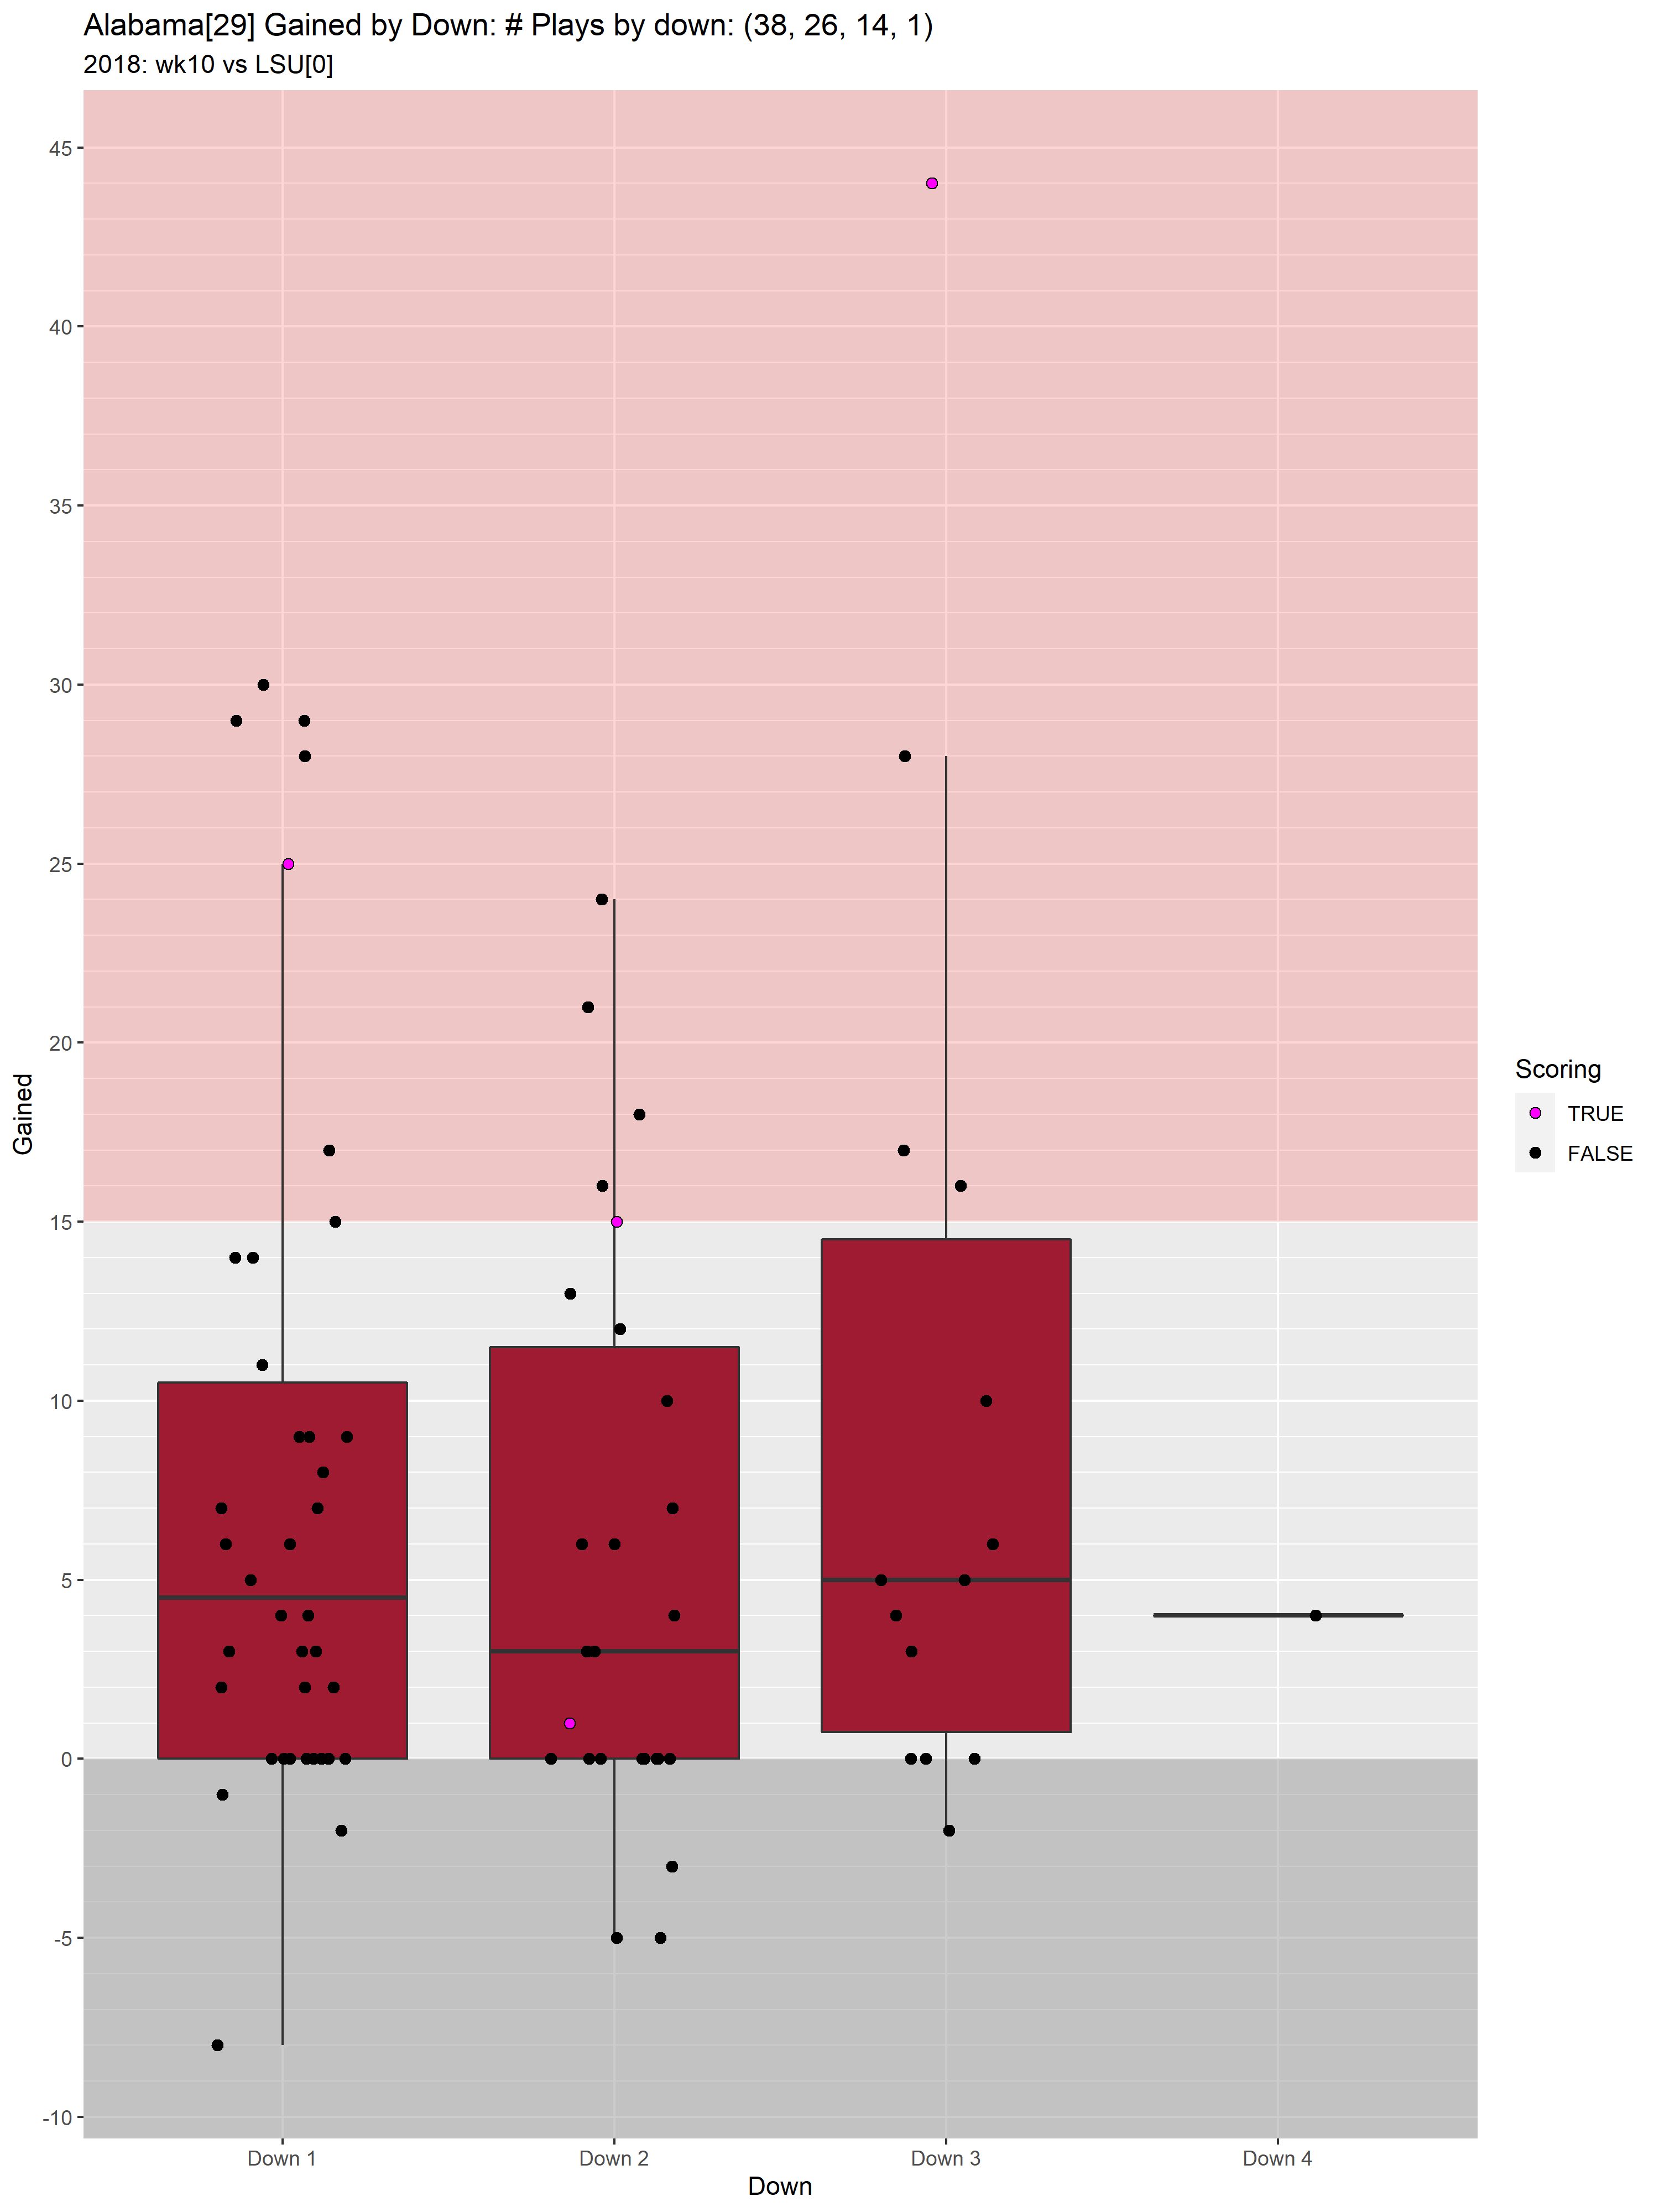 Alabama[29] Gained by Down: # Plays by down: (38, 26, 14, 1)
2018: wk10 vs LSU[0]
Gained
45
40
35
30
25
20
15
10
5
0
-5
-10
Down 1
Down 2
Down 3
Down 4
Down
Scoring
TRUE
FALSE